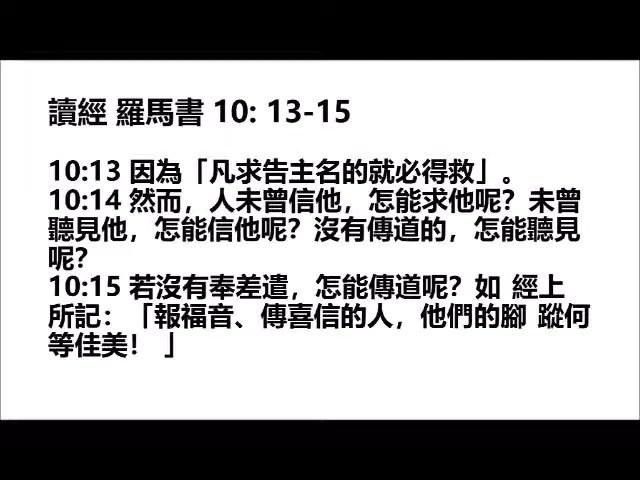 讀經 羅馬書 10: 13-15
10:13 因為「凡求告主名的就必得救」。
10:14 然而，人未曾信他，怎能求他呢？未曾
聽見他，怎能信他呢？沒有傳道的，怎能聽見
呢？
10:15 若沒有奉差遣，怎能傳道呢？如 經上
所記：「報福音、傳喜信的人，他們的腳 蹤何
等佳美！ 」